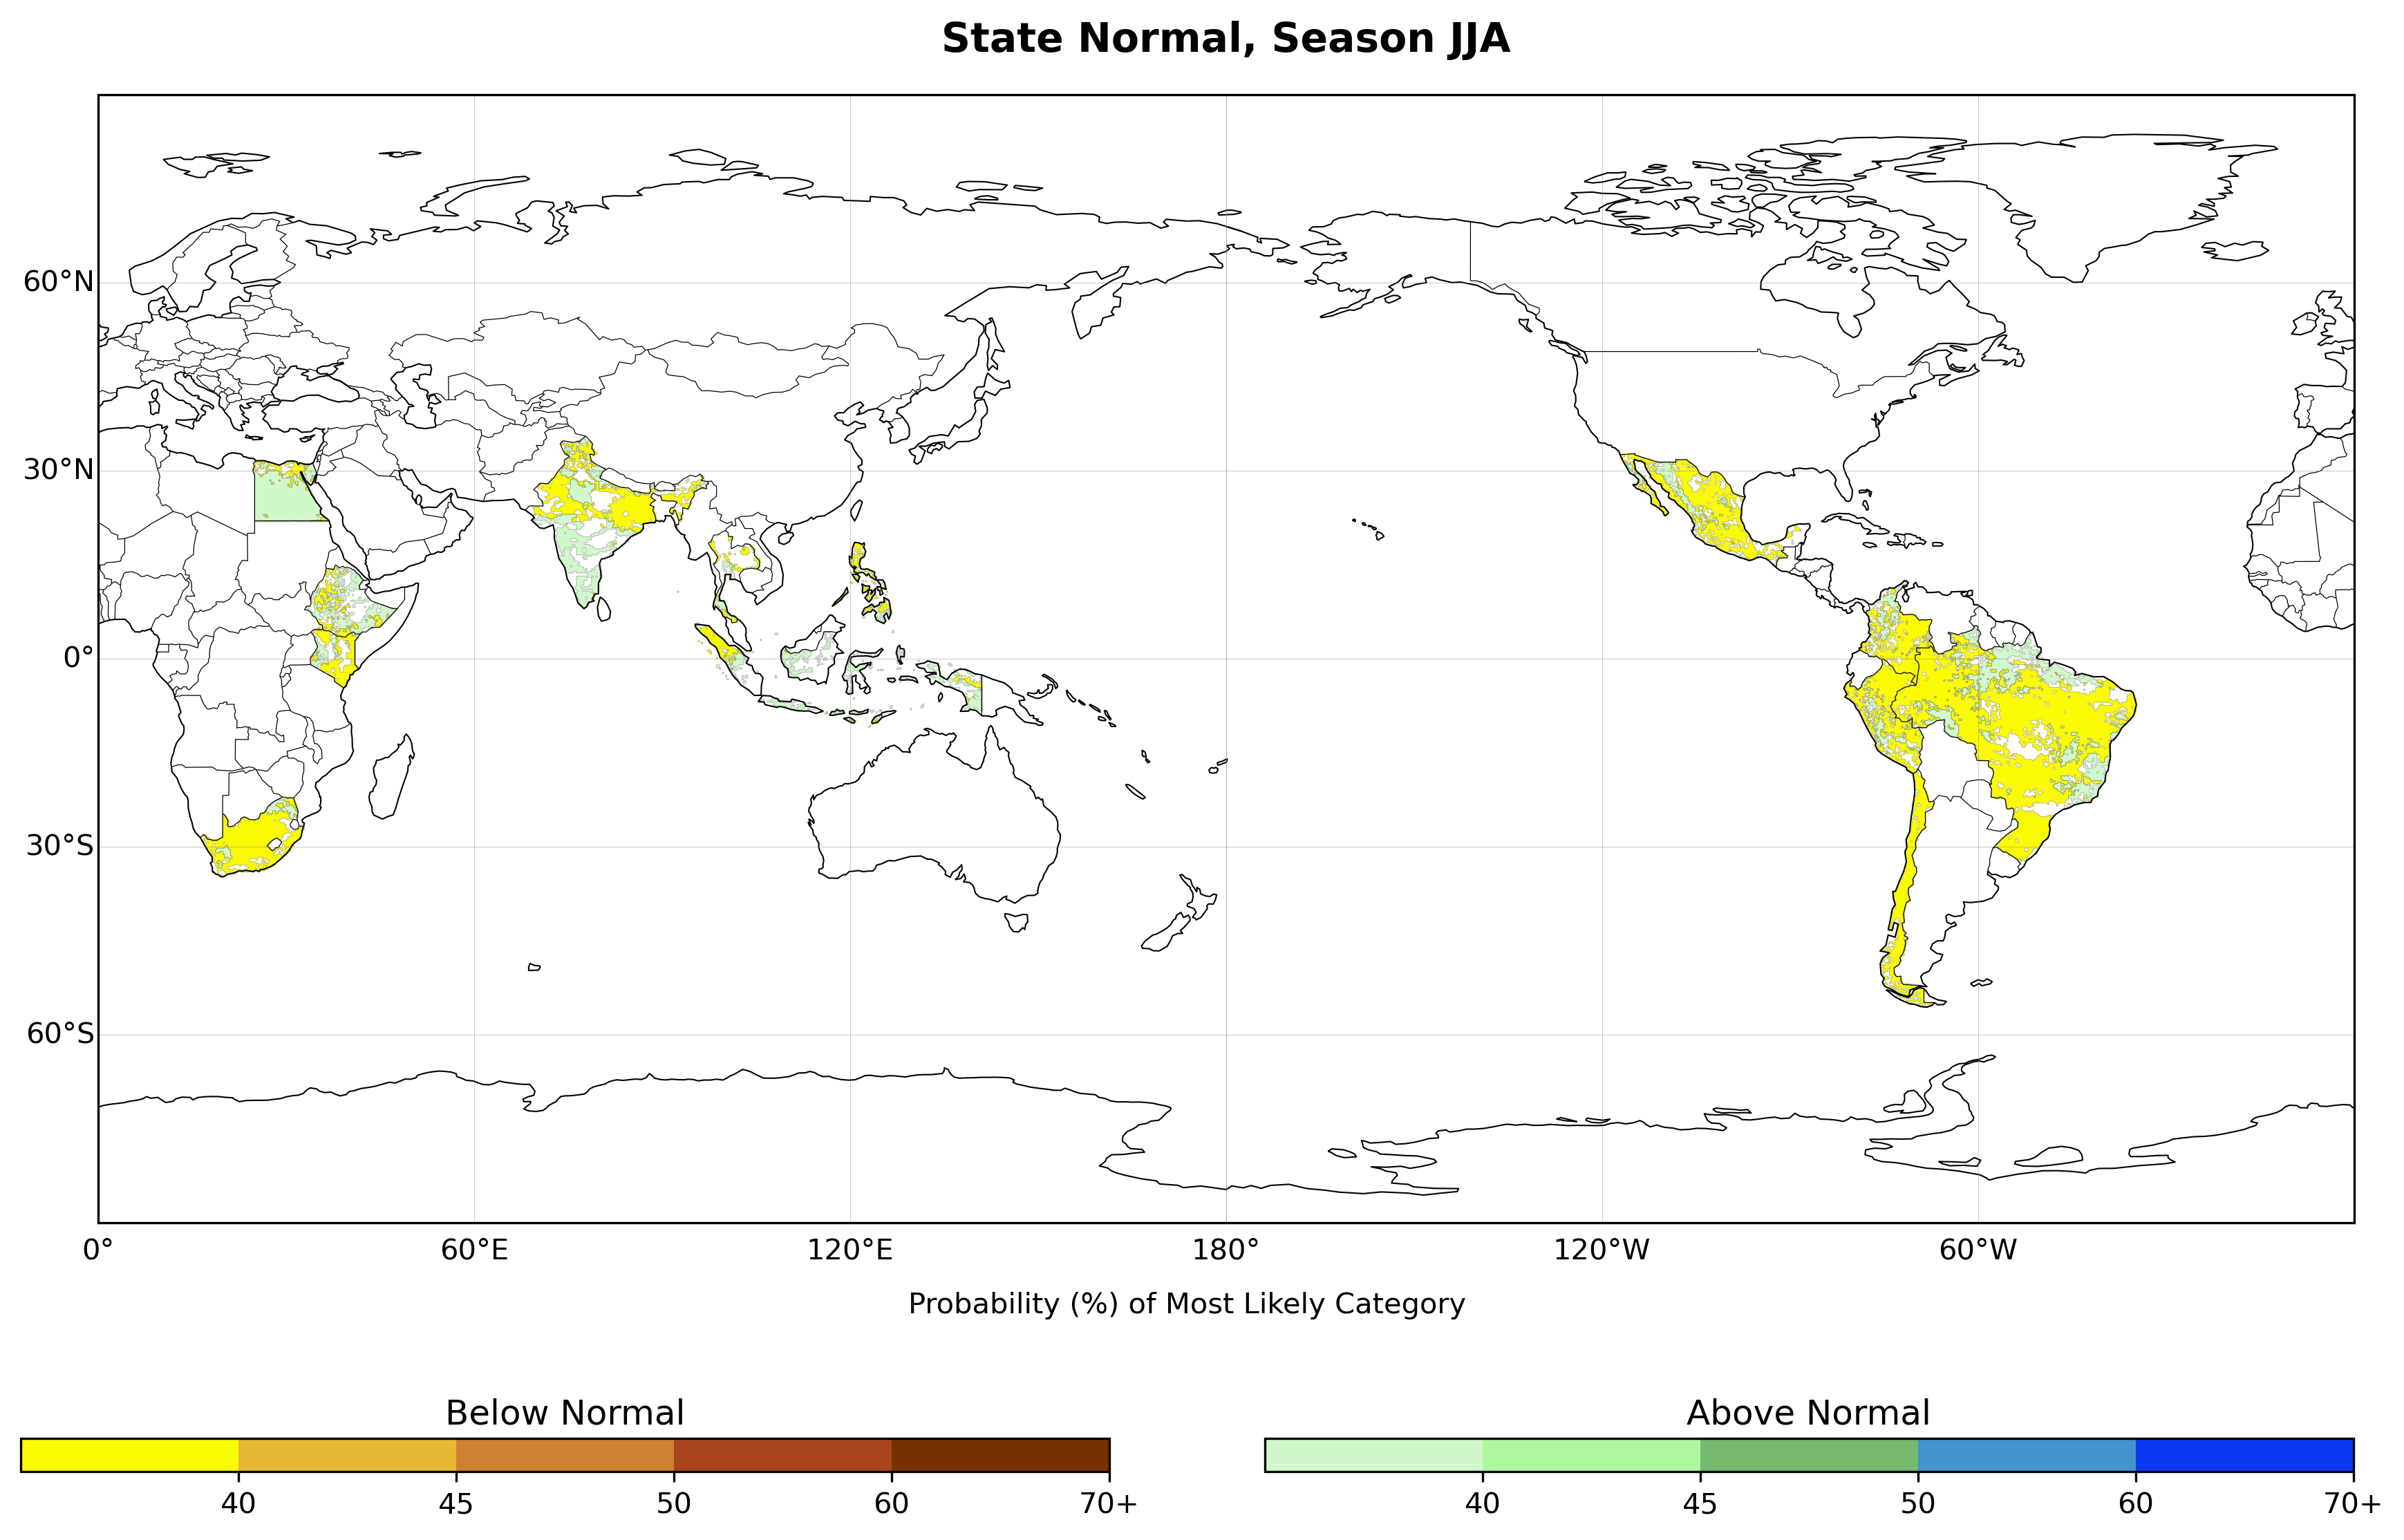 State Normal, Season JJA
60°N
30°N
0°
30°S
60°S
0°
60°E
120°E
180°
120°W
60°W
Probability (%) of Most Likely Category
Below Normal
40
45
50
60
70+
Above Normal
40
45
50
60
70+